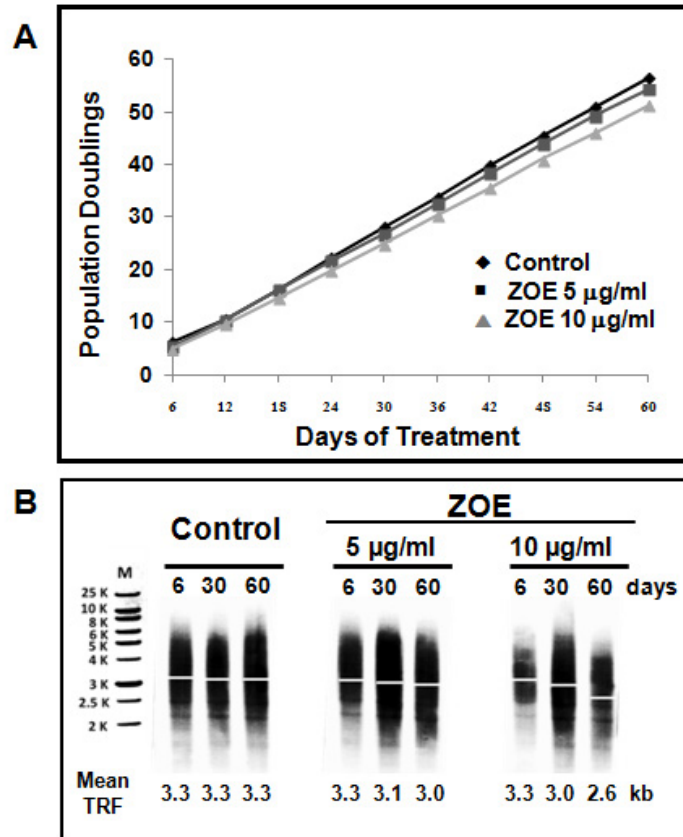 A
60
50
40
30
20
10
0
Population Doublings
Control
ZOE 5 µg/ml
ZOE 10 µg/ml
6 12 18 24 30 36 42 48 54 60
Days of Treatment
B
ZOE
Control
5 µg/ml 10 µg/ml
M 6 30 60 6 30 60 6 30 60 days
25 K
10 K
8 K
6 K
5 K
4 K
3 K
2.5 K
2 K
Mean TRF 3.3 3.3 3.3 3.3 3.1 3.0 3.3 3.0 2.6 kb